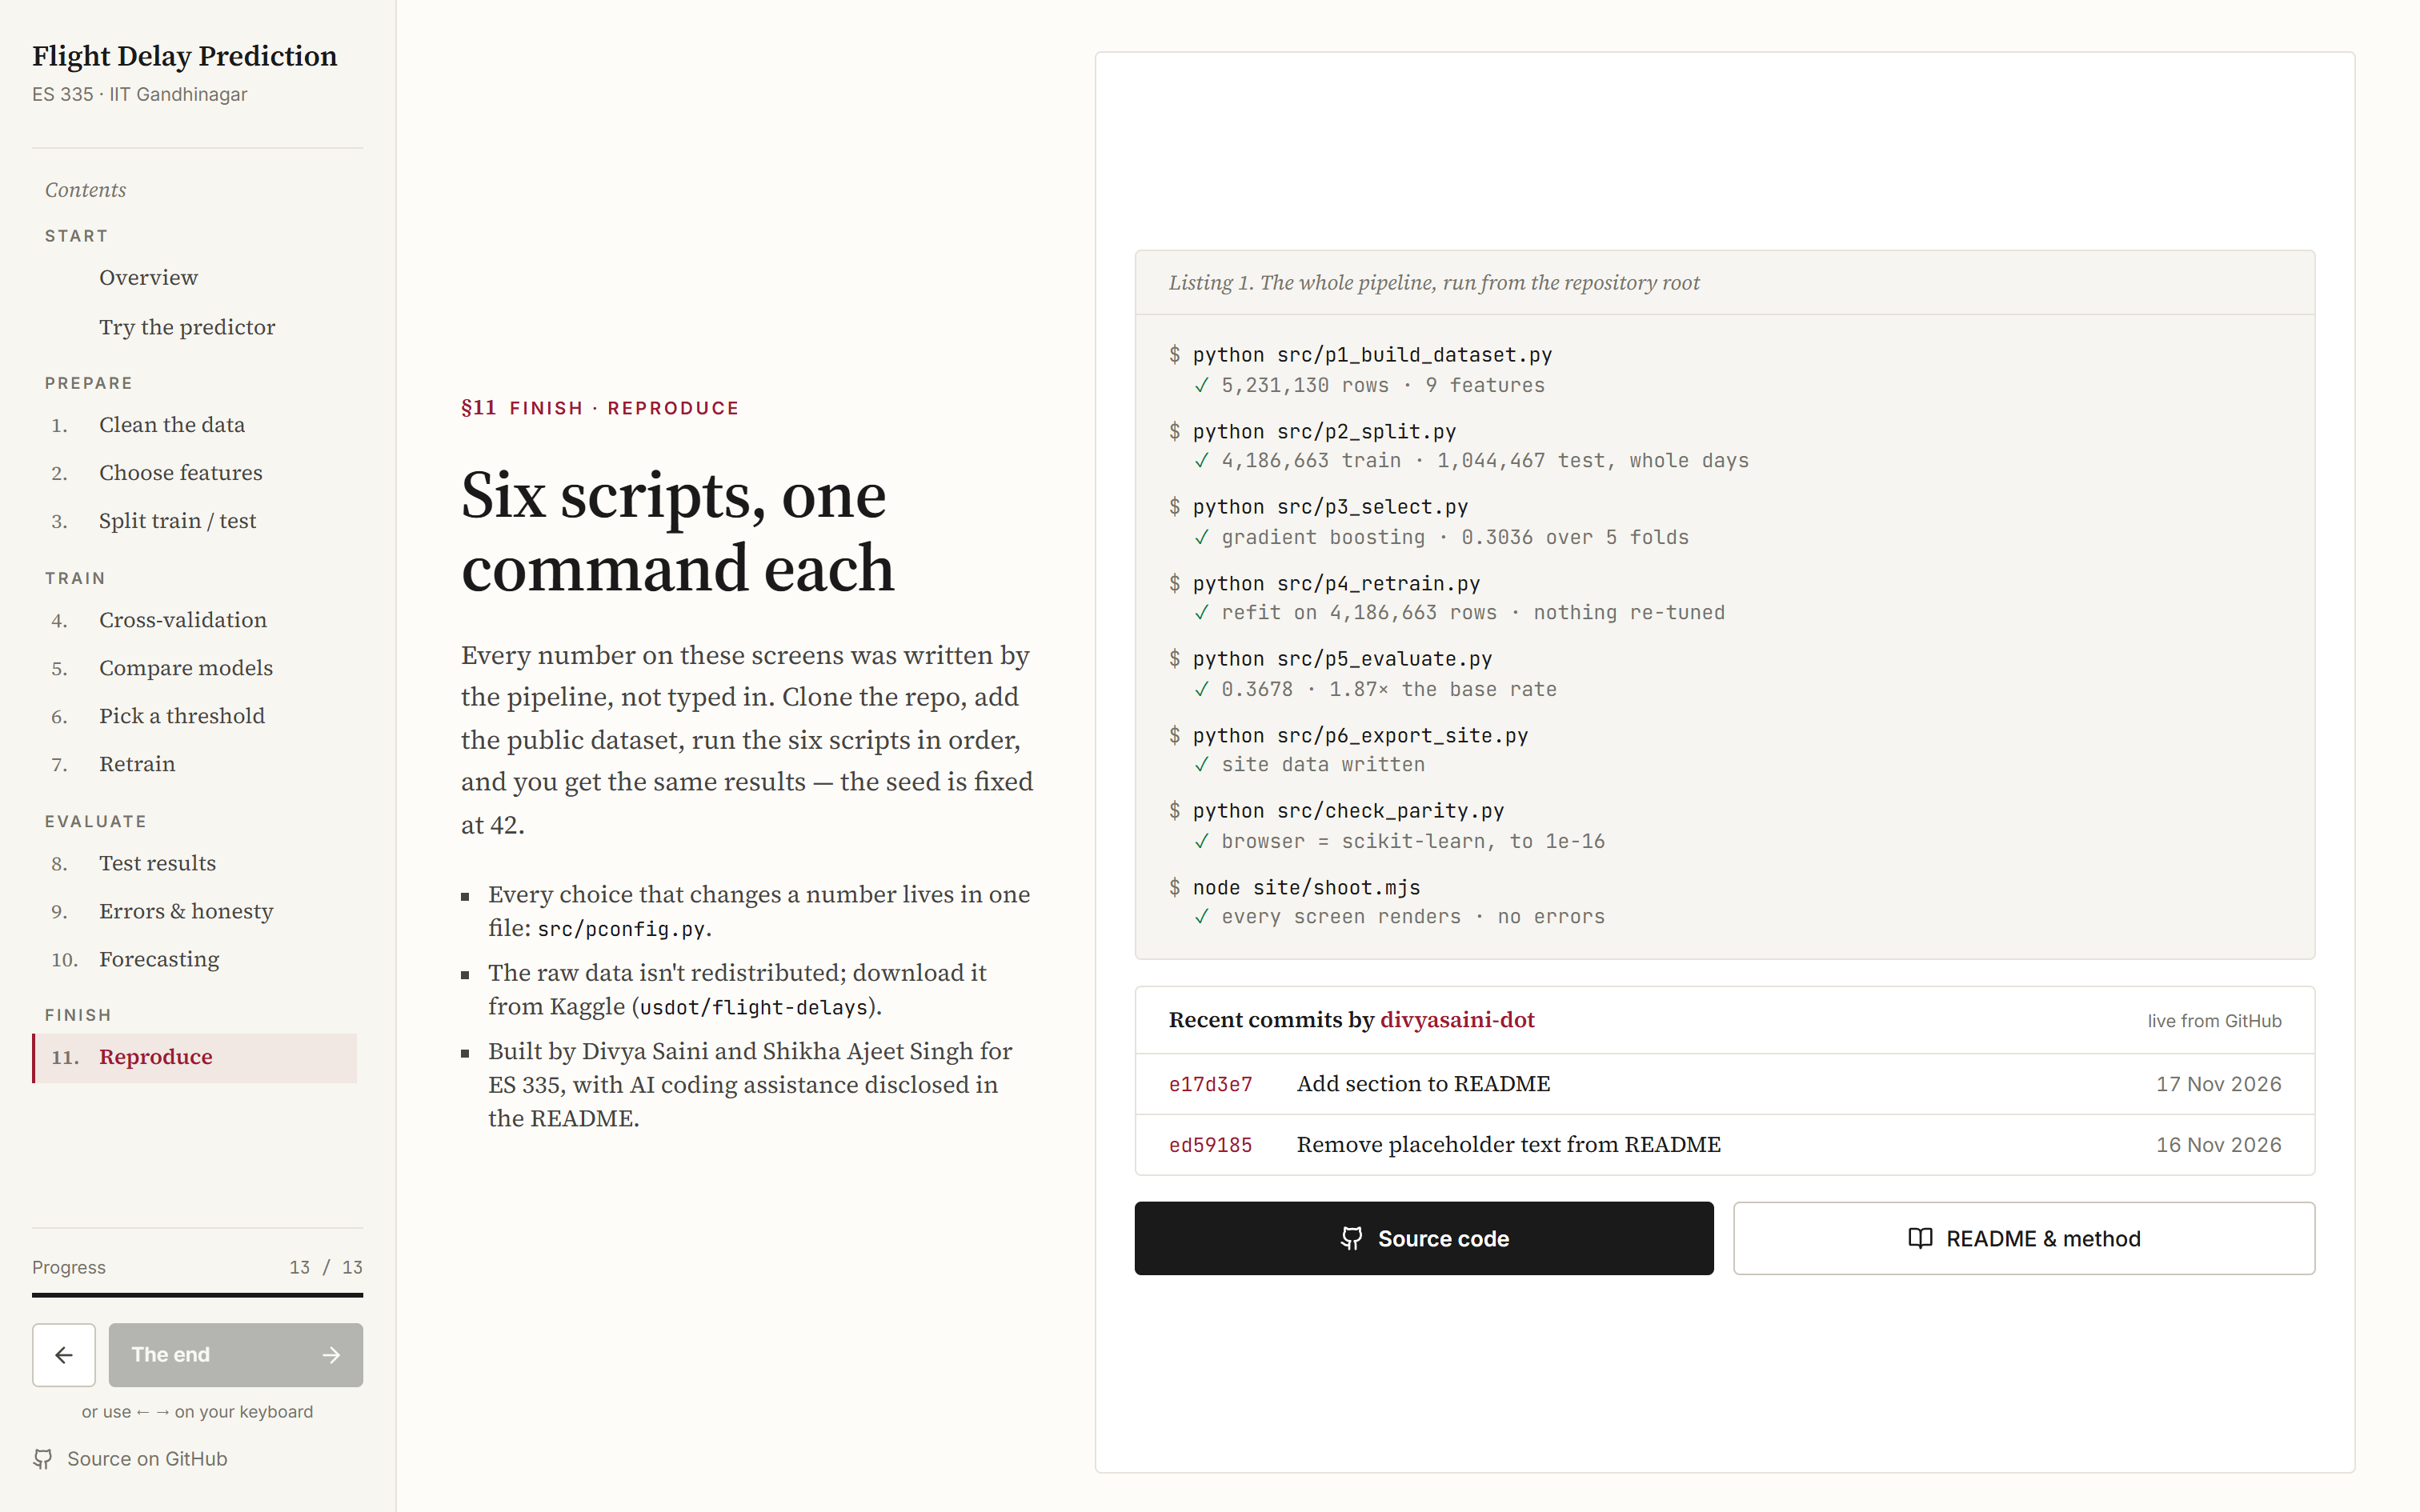 Flight Delay Prediction
ES 335 · IIT Gandhinagar
Contents
START
Overview
Try the predictor
PREPARE
1. Clean the data
2. Choose features
3. Split train / test
TRAIN
4. Cross-validation
5. Compare models
6. Pick a threshold
7. Retrain
EVALUATE
8. Test results
9. Errors & honesty
10. Forecasting
FINISH
11. Reproduce
Progress 13 / 13
← The end →
or use ← → on your keyboard
Source on GitHub
§11 FINISH · REPRODUCE
Six scripts, one
command each
Every number on these screens was written by
the pipeline, not typed in. Clone the repo, add
the public dataset, run the six scripts in order,
and you get the same results — the seed is fixed
at 42.
▪ Every choice that changes a number lives in one
file: src/pconfig.py.
▪ The raw data isn't redistributed; download it
from Kaggle (usdot/flight-delays).
▪ Built by Divya Saini and Shikha Ajeet Singh for
ES 335, with AI coding assistance disclosed in
the README.
Listing 1. The whole pipeline, run from the repository root
$ python src/p1_build_dataset.py
✓ 5,231,130 rows · 9 features
$ python src/p2_split.py
✓ 4,186,663 train · 1,044,467 test, whole days
$ python src/p3_select.py
✓ gradient boosting · 0.3036 over 5 folds
$ python src/p4_retrain.py
✓ refit on 4,186,663 rows · nothing re-tuned
$ python src/p5_evaluate.py
✓ 0.3678 · 1.87× the base rate
$ python src/p6_export_site.py
✓ site data written
$ python src/check_parity.py
✓ browser = scikit-learn, to 1e-16
$ node site/shoot.mjs
✓ every screen renders · no errors
Recent commits by divyasaini-dot live from GitHub
e17d3e7 Add section to README 17 Nov 2026
ed59185 Remove placeholder text from README 16 Nov 2026
Source code
README & method